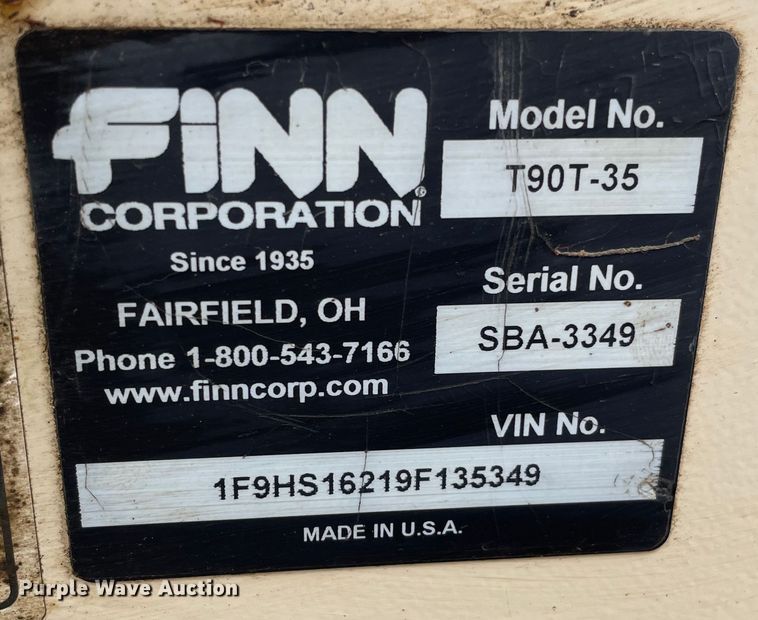 FiNN®
CORPORATION
Since 1935
FAIRFIELD, OH
Phone 1-800-543-7166
www.finncorp.com
Model No.
T90T-35
Serial No.
SBA-3349
VIN No.
1F9HS16219F135349
MADE IN U.S.A.
Purple Wave Auction